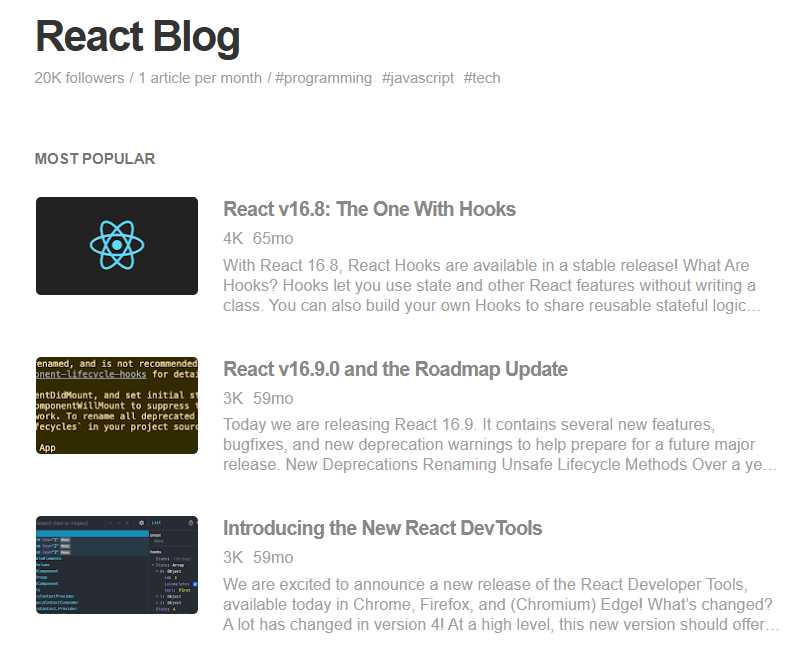 React Blog
20K followers / 1 article per month / #programming #javascript #tech
MOST POPULAR
React v16.8: The One With Hooks
4K 65mo
With React 16.8, React Hooks are available in a stable release! What Are
Hooks? Hooks let you use state and other React features without writing a
class. You can also build your own Hooks to share reusable stateful logic…
renamed, and is not recommended
onent-lifecycle-hooks for detai
entDidMount, and set initial st
omponentWillMount to suppress t
work. To rename all deprecated
fecycles` in your project sourc
App
React v16.9.0 and the Roadmap Update
3K 59mo
Today we are releasing React 16.9. It contains several new features,
bugfixes, and new deprecation warnings to help prepare for a future major
release. New Deprecations Renaming Unsafe Lifecycle Methods Over a ye…
Introducing the New React DevTools
3K 59mo
We are excited to announce a new release of the React Developer Tools,
available today in Chrome, Firefox, and (Chromium) Edge! What's changed?
A lot has changed in version 4! At a high level, this new version should offer…